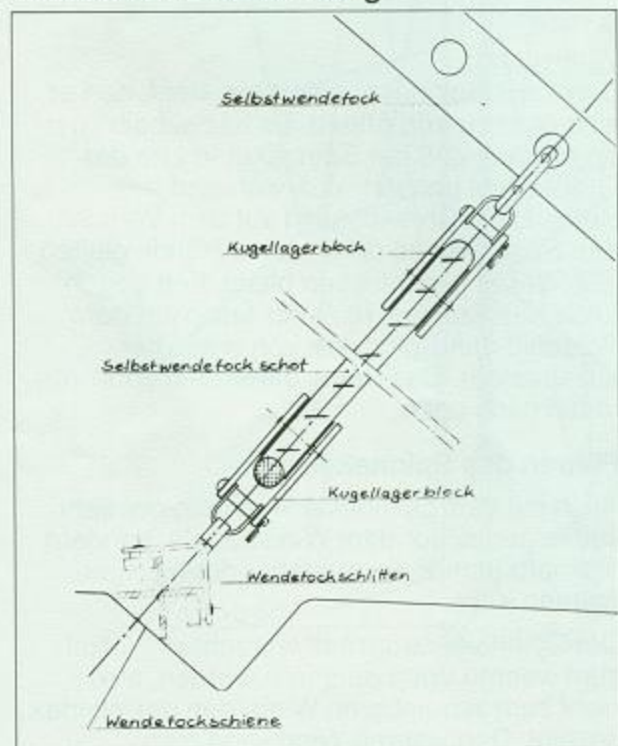 Selbstwendefock
Kugellagerblock
Selbstwendefock schot
Kugellagerblock
Wendefockschlitten
Wendefockschiene